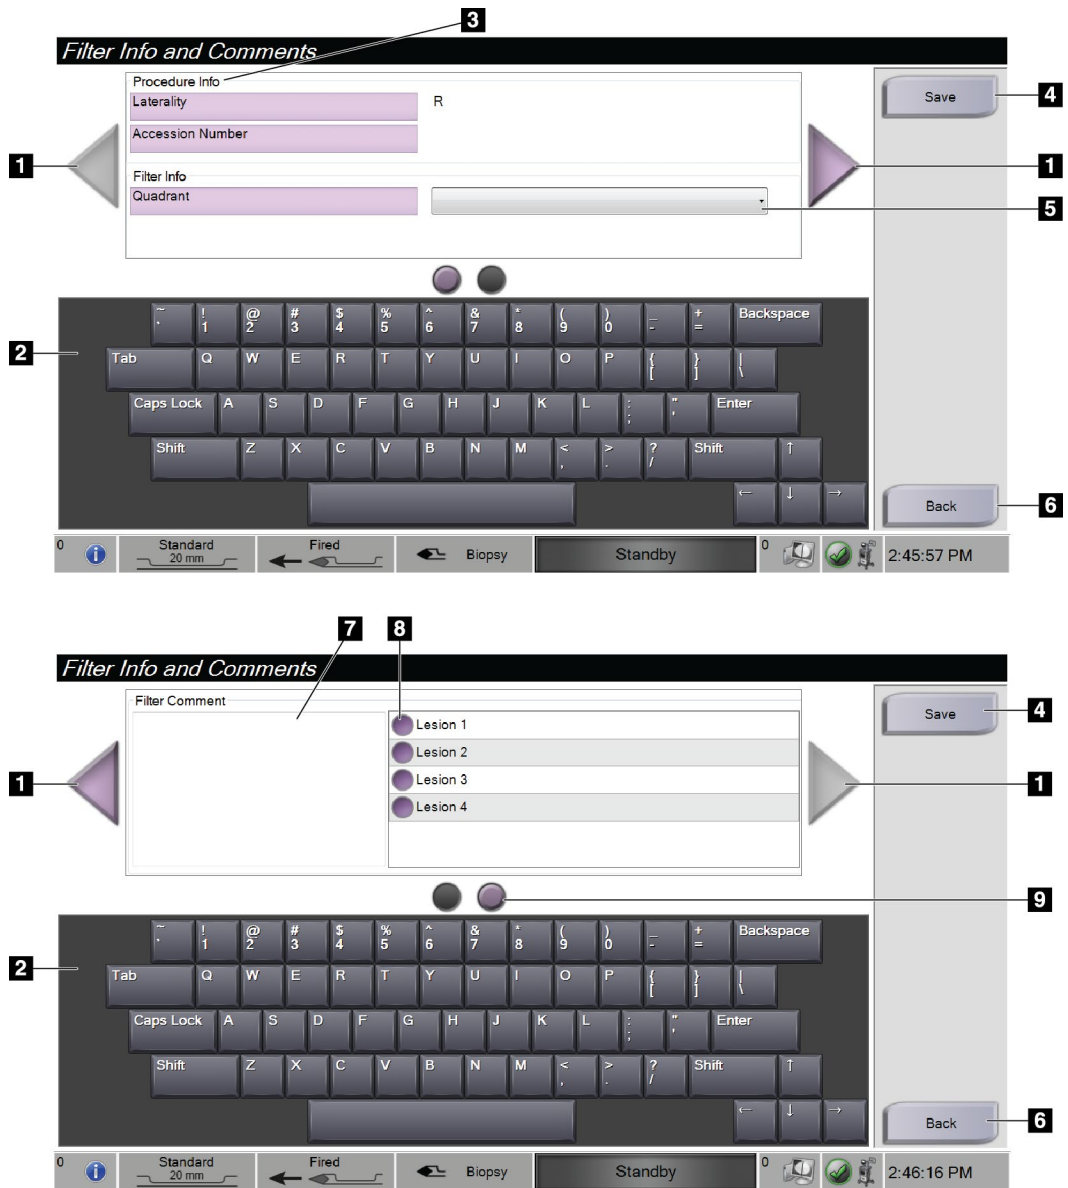 3
Filter Info and Comments
Procedure Info
Laterality R
Accession Number
Filter Info
Quadrant
Save
4
1
1
5
2
~ ! @ # $ % ^ & * ( ) _ + Backspace
` 1 2 3 4 5 6 7 8 9 0 - =
Tab Q W E R T Y U I O P { } |
[ ] \
Caps Lock A S D F G H J K L : " Enter
; '
Shift Z X C V B N M < > ? Shift ↑
, . /
← ↓ →
Back
6
0 i Standard 20 mm Fired Biopsy Standby 0 2:45:57 PM
7 8
Filter Info and Comments
Filter Comment
Lesion 1
Lesion 2
Lesion 3
Lesion 4
Save
4
1
1
9
2
~ ! @ # $ % ^ & * ( ) _ + Backspace
` 1 2 3 4 5 6 7 8 9 0 - =
Tab Q W E R T Y U I O P { } |
[ ] \
Caps Lock A S D F G H J K L : " Enter
; '
Shift Z X C V B N M < > ? Shift ↑
, . /
← ↓ →
Back
6
0 i Standard 20 mm Fired Biopsy Standby 0 2:46:16 PM